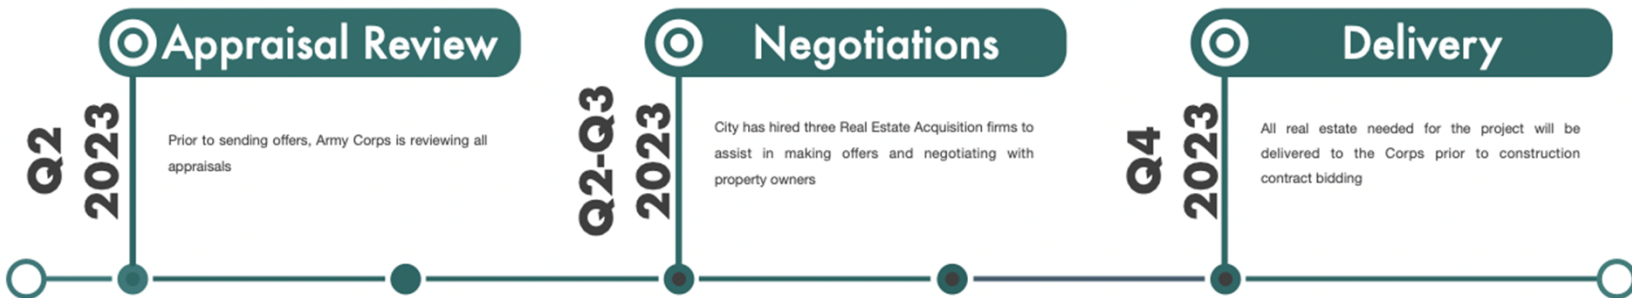 Appraisal Review
Q2
2023
Prior to sending offers, Army Corps is reviewing all
appraisals
Negotiations
Q2-Q3
2023
City has hired three Real Estate Acquisition firms to
assist in making offers and negotiating with
property owners
Delivery
Q4
2023
All real estate needed for the project will be
delivered to the Corps prior to construction
contract bidding